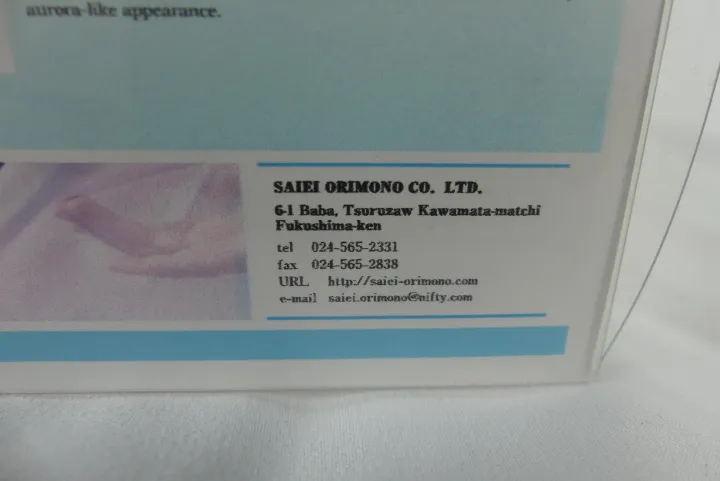 aurora-like appearance.
SAIEI ORIMONO CO. LTD.
6-1 Baba, Tsuruzaw Kawamata-matchi
Fukushima-ken
tel 024-565-2331
fax 024-565-2838
URL http://saiei-orimono.com
e-mail saiei.orimono@nifty.com